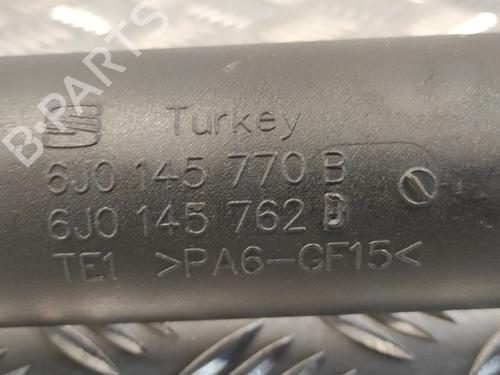 B-PARTS
Turkey
6J0 145 770 B
6J0 145 762 D
TE1 >PA6-GF15<